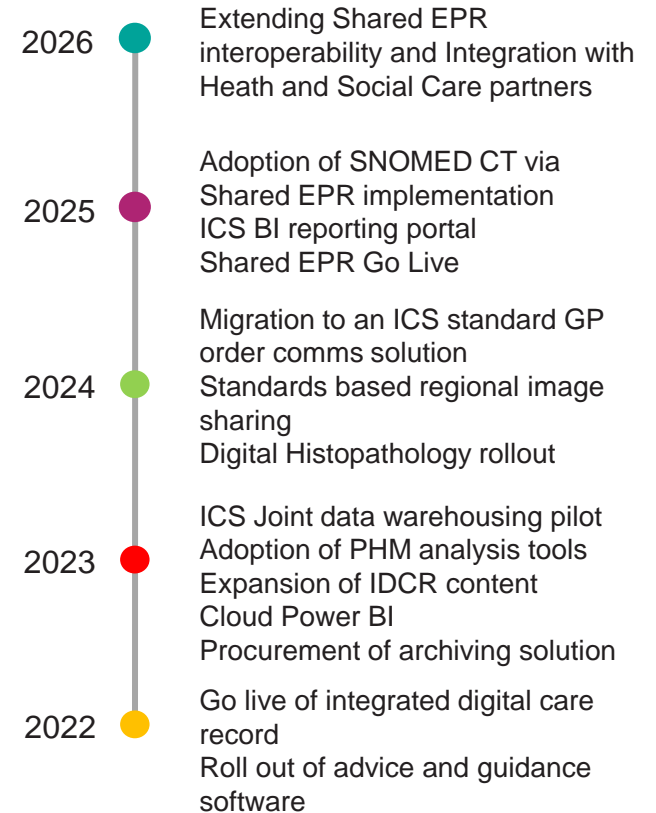 2026
Extending Shared EPR
interoperability and Integration with
Heath and Social Care partners
2025
Adoption of SNOMED CT via
Shared EPR implementation
ICS BI reporting portal
Shared EPR Go Live
2024
Migration to an ICS standard GP
order comms solution
Standards based regional image
sharing
Digital Histopathology rollout
2023
ICS Joint data warehousing pilot
Adoption of PHM analysis tools
Expansion of IDCR content
Cloud Power BI
Procurement of archiving solution
2022
Go live of integrated digital care
record
Roll out of advice and guidance
software